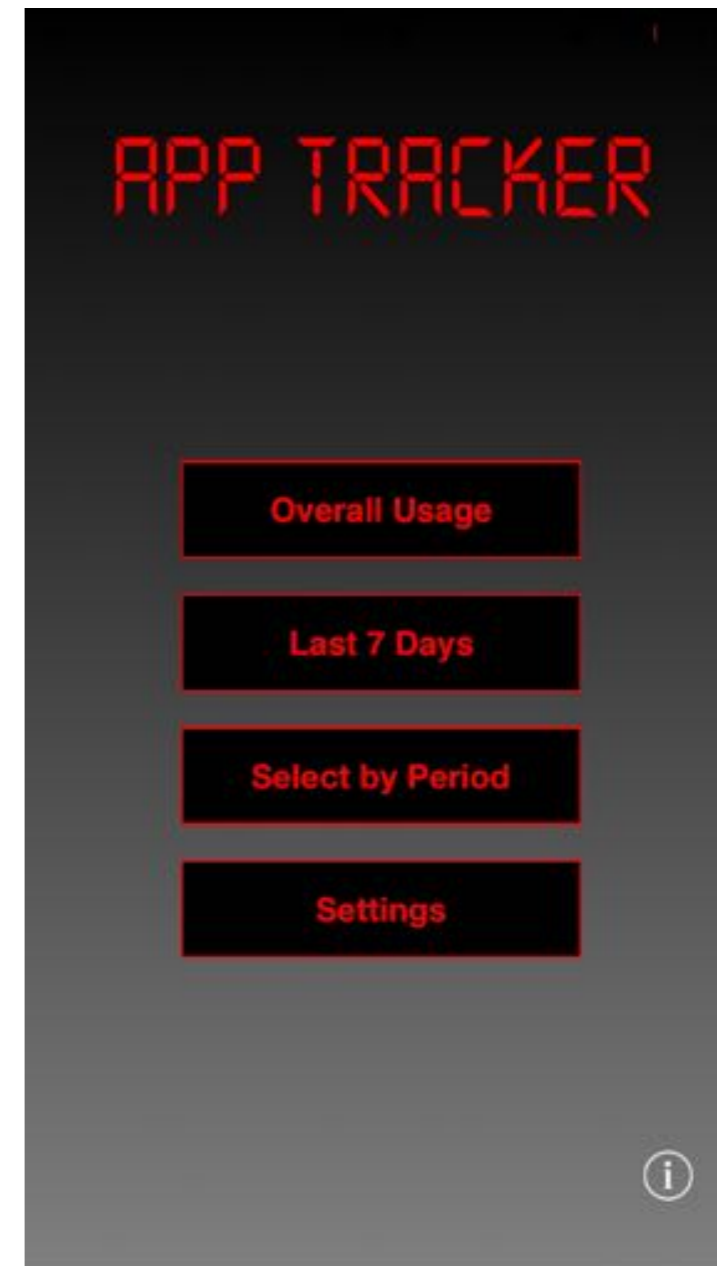 APP TRACKER
Overall Usage
Last 7 Days
Select by Period
Settings
i